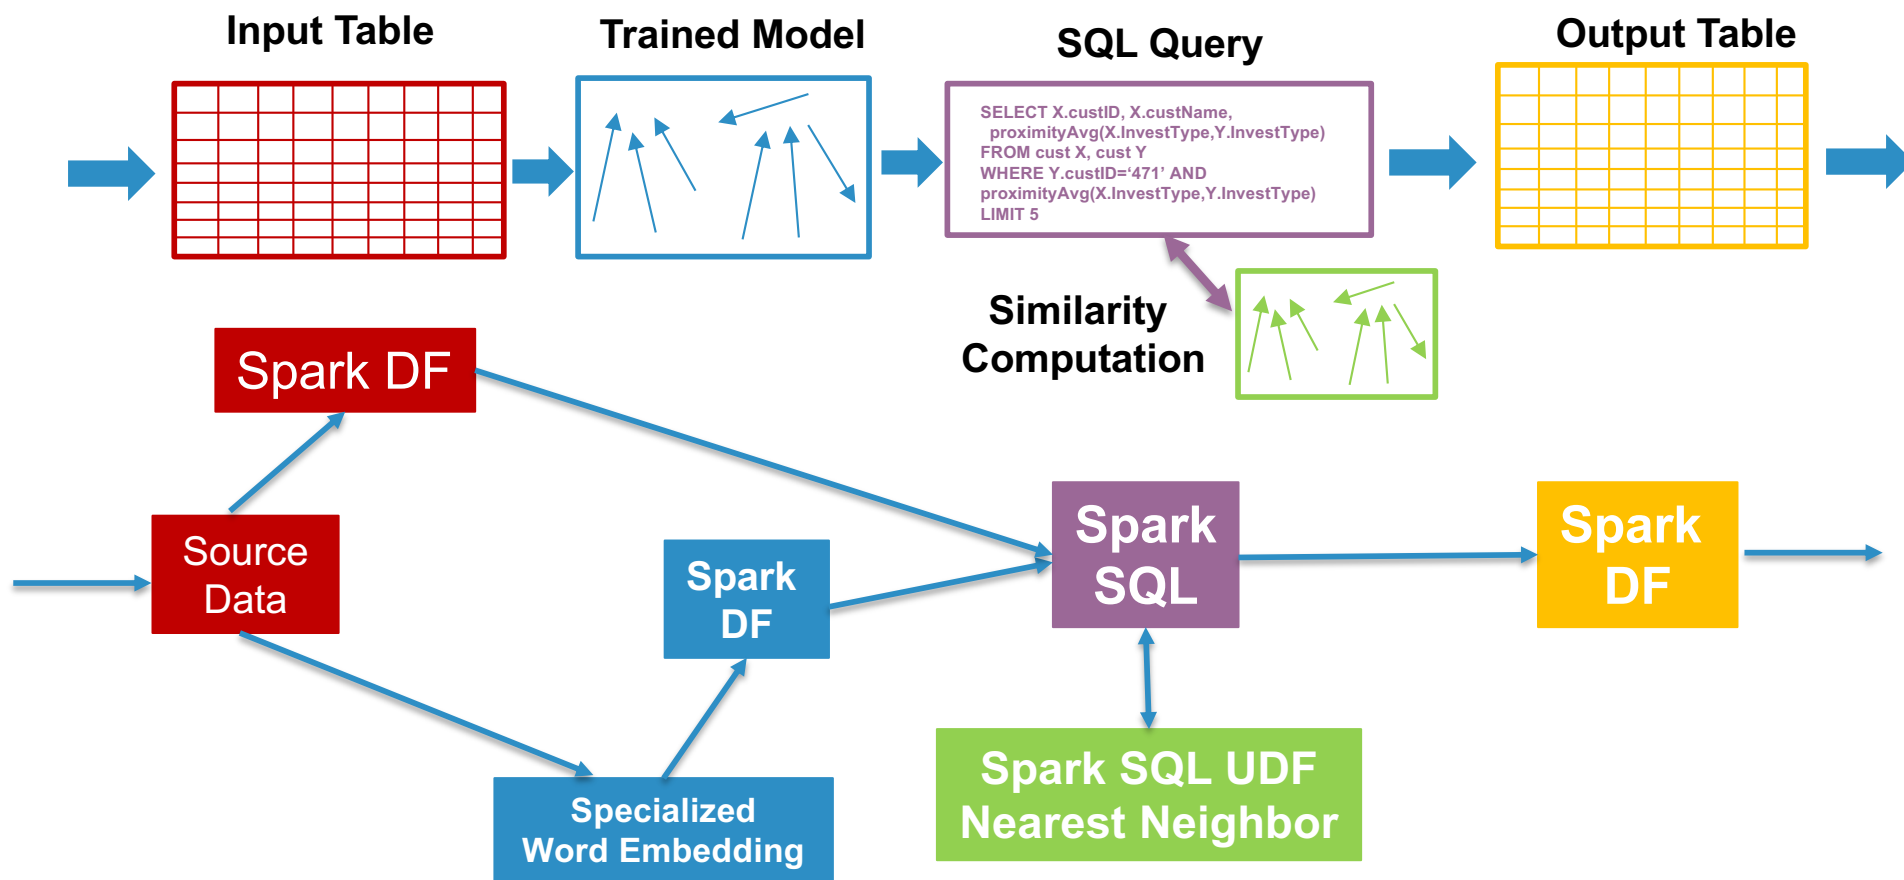 Input Table
Trained Model
SQL Query
Output Table
SELECT X.custID, X.custName,
proximityAvg(X.InvestType,Y.InvestType)
FROM cust X, cust Y
WHERE Y.custID=‘471’ AND
proximityAvg(X.InvestType,Y.InvestType)
LIMIT 5
Similarity
Computation
Spark DF
Source
Data
Spark
DF
Specialized
Word Embedding
Spark
SQL
Spark SQL UDF
Nearest Neighbor
Spark
DF